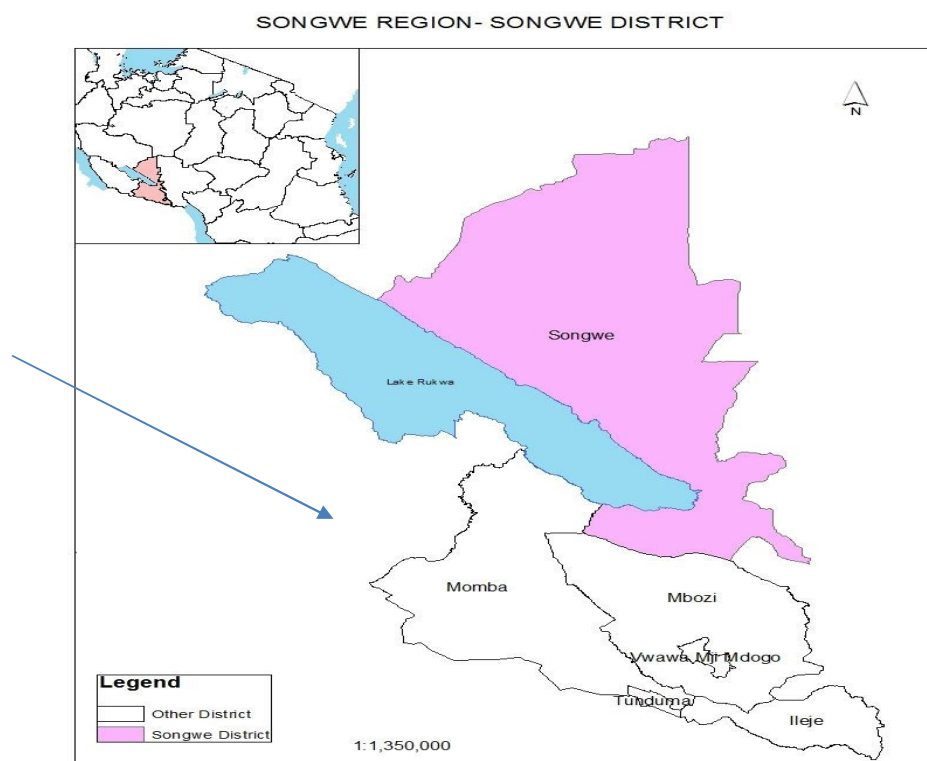 SONGWE REGION- SONGWE DISTRICT
N
Songwe
Lake Rukwa
Momba
Mbozi
Vwawa Mji Mdogo
Tunduma
Ileje
Legend
Other District
Songwe District
1:1,350,000